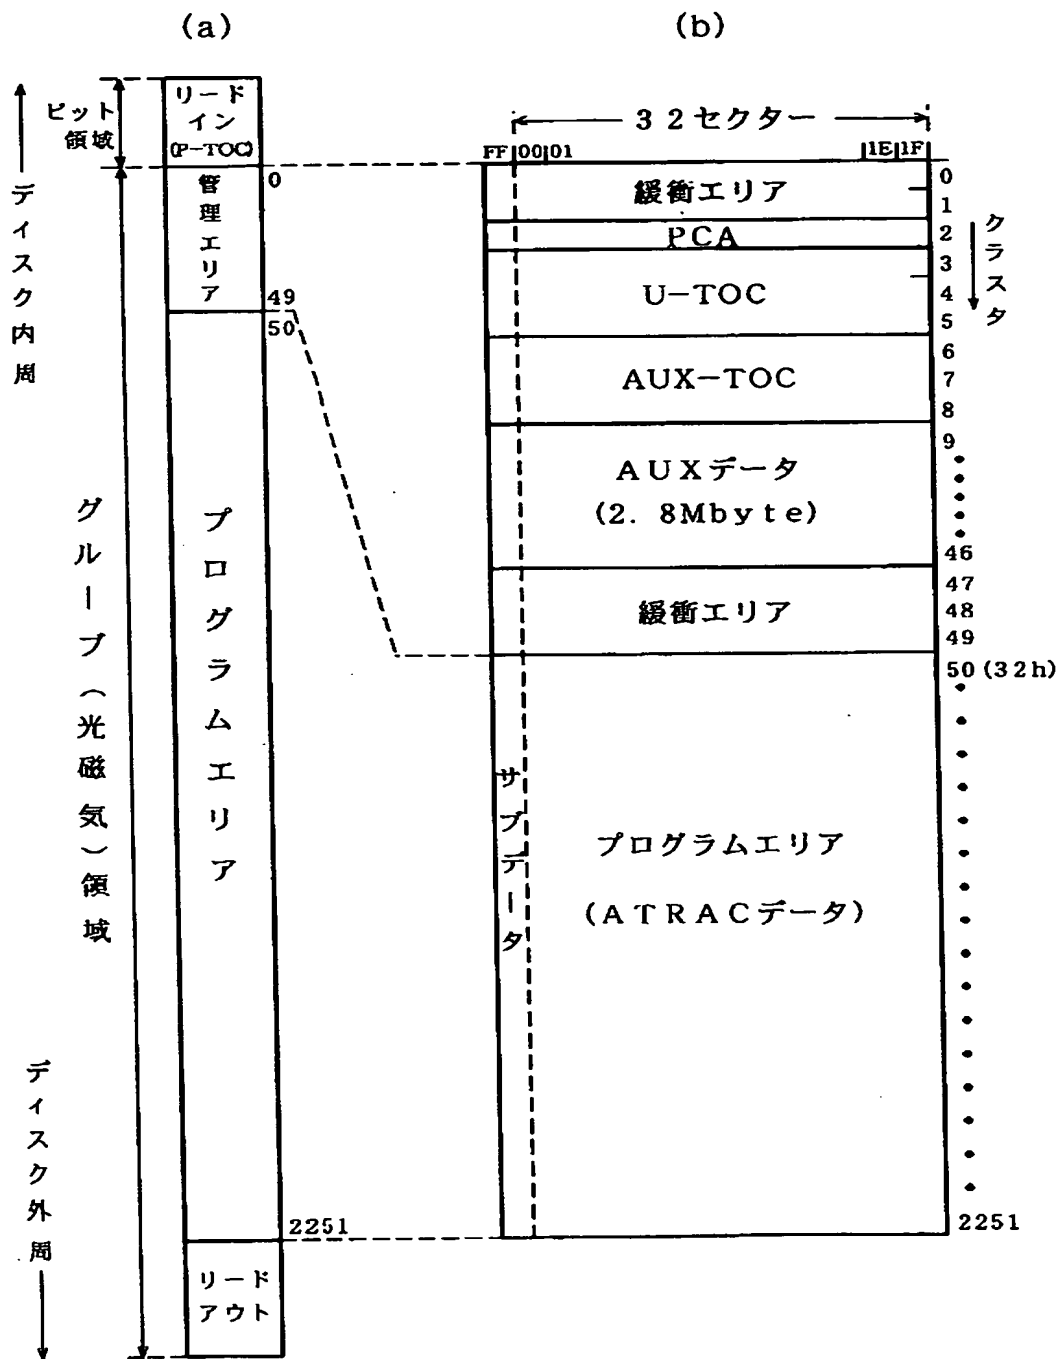 (a)
ディスク内周
ディスク外周
ピット
領域
グルーブ(光磁気)領域
リード
イン
(P-TOC)
管理エリア
0
49
50
プログラムエリア
2251
リード
アウト
(b)
32セクター
FF 00 01 1E 1F
緩衝エリア
0
1
PCA
2
U-TOC
3
4
5
AUX-TOC
6
7
8
AUXデータ
(2. 8Mbyte)
9
46
緩衝エリア
47
48
49
50 (32h)
クラスタ
サブデータ
プログラムエリア
(ATRACデータ)
2251